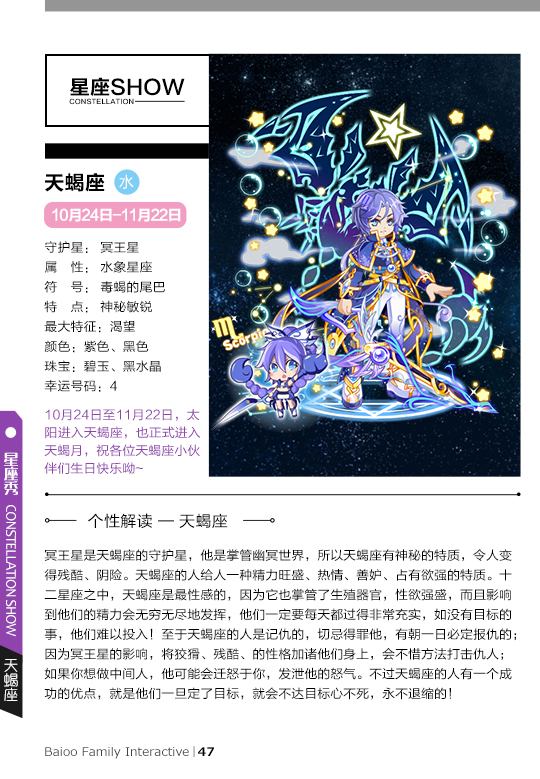 星座SHOW
CONSTELLATION
天蝎座 水
10月24日-11月22日
守护星：冥王星
属 性：水象星座
符 号：毒蝎的尾巴
特 点：神秘敏锐
最大特征：渴望
颜色：紫色、黑色
珠宝：碧玉、黑水晶
幸运号码：4
10月24日至11月22日，太
阳进入天蝎座，也正式进入
天蝎月，祝各位天蝎座小伙
伴们生日快乐呦~
Scorpio
个性解读 — 天蝎座
冥王星是天蝎座的守护星，他是掌管幽冥世界，所以天蝎座有神秘的特质，令人变
得残酷、阴险。天蝎座的人给人一种精力旺盛、热情、善妒、占有欲强的特质。十
二星座之中，天蝎座是最性感的，因为它也掌管了生殖器官，性欲强盛，而且影响
到他们的精力会无穷无尽地发挥，他们一定要每天都过得非常充实，如没有目标的
事，他们难以投入！至于天蝎座的人是记仇的，切忌得罪他，有朝一日必定报仇的；
因为冥王星的影响，将狡猾、残酷、的性格加诸他们身上，会不惜方法打击仇人；
如果你想做中间人，他可能会迁怒于你，发泄他的怒气。不过天蝎座的人有一个成
功的优点，就是他们一旦定了目标，就会不达目标心不死，永不退缩的！
星座秀 CONSTELLATION SHOW
天蝎座
Baioo Family Interactive | 47